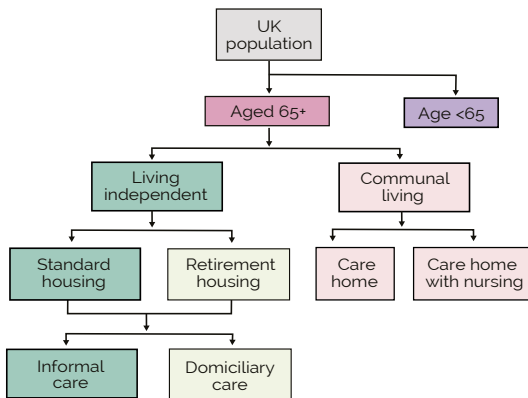 UK
population
Aged 65+
Age <65
Living
independent
Communal
living
Standard
housing
Retirement
housing
Care
home
Care home
with nursing
Informal
care
Domiciliary
care